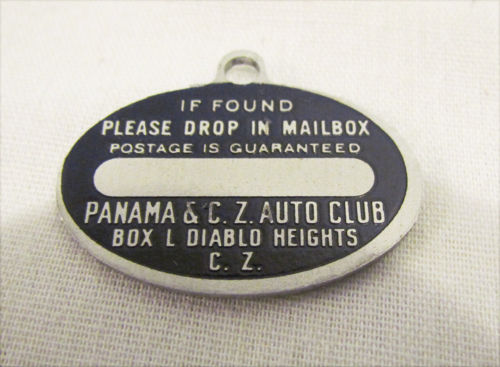 IF FOUND
PLEASE DROP IN MAILBOX
POSTAGE IS GUARANTEED
PANAMA & C. Z. AUTO CLUB
BOX L DIABLO HEIGHTS
C. Z.